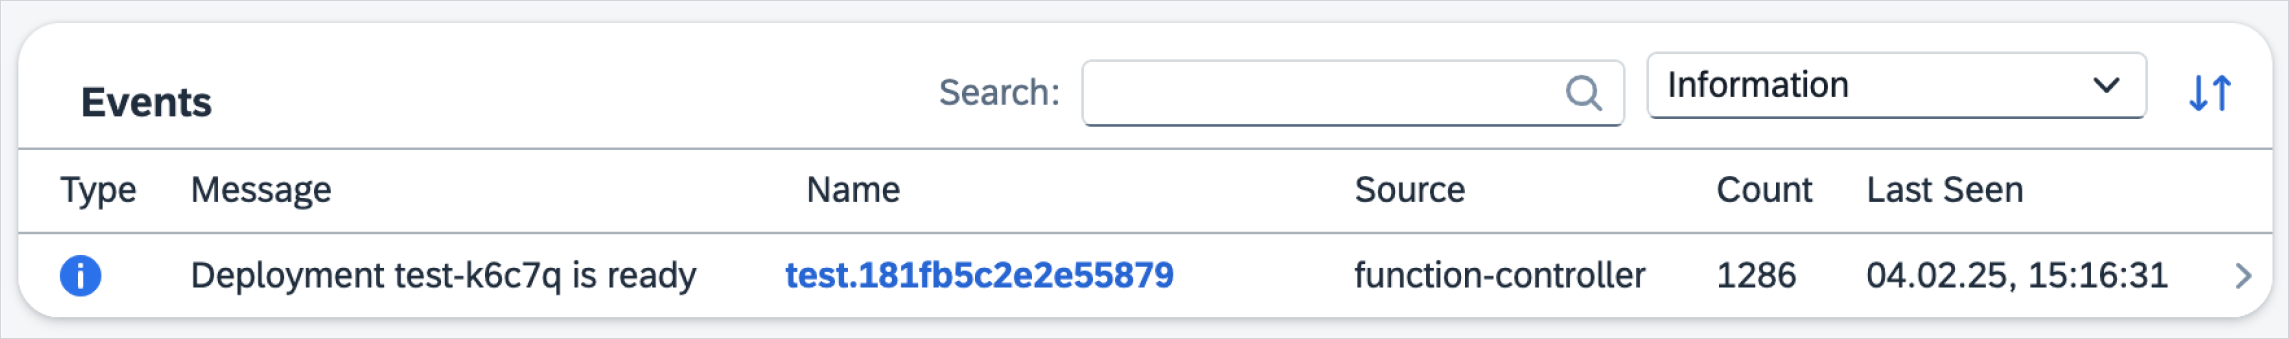 Events Search: Information
Type Message Name Source Count Last Seen
Deployment test-k6c7q is ready test.181fb5c2e2e55879 function-controller 1286 04.02.25, 15:16:31